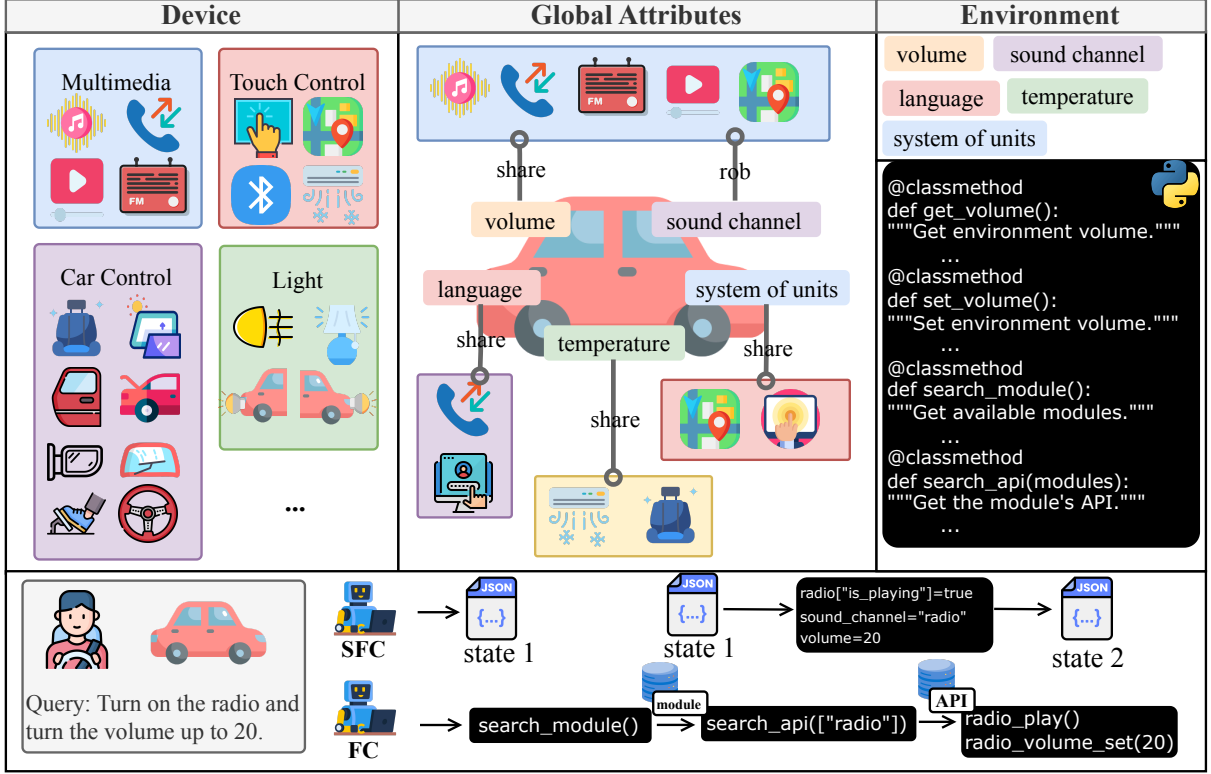 Device
Global Attributes
Environment
Multimedia
FM
Touch Control
Car Control
Light
...
FM
share
rob
volume
sound channel
language
system of units
share
temperature
share
share
volume
sound channel
language
temperature
system of units
@classmethod
def get_volume():
"""Get environment volume."""
...
@classmethod
def set_volume():
"""Set environment volume."""
...
@classmethod
def search_module():
"""Get available modules."""
...
@classmethod
def search_api(modules):
"""Get the module's API."""
...
Query: Turn on the radio and
turn the volume up to 20.
SFC
JSON
{...}
state 1
JSON
{...}
state 1
radio["is_playing"]=true
sound_channel="radio"
volume=20
JSON
{...}
state 2
FC
search_module()
module
search_api(["radio"])
API
radio_play()
radio_volume_set(20)